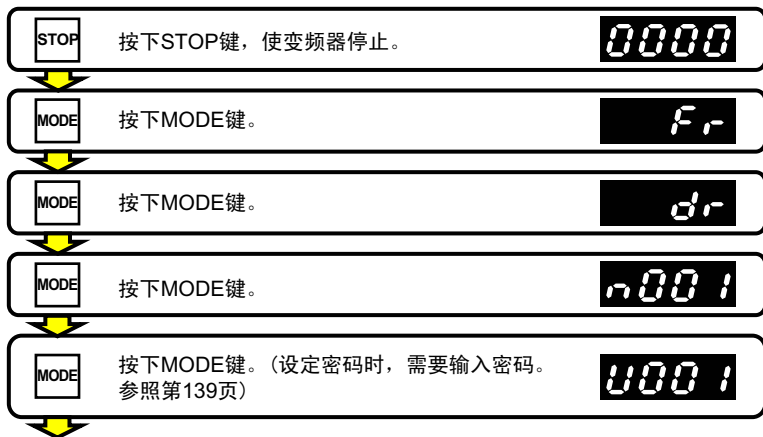 STOP 按下STOP键，使变频器停止。 0000
MODE 按下MODE键。 Fr
MODE 按下MODE键。 dr
MODE 按下MODE键。 n001
MODE 按下MODE键。（设定密码时，需要输入密码。
参照第139页） U001